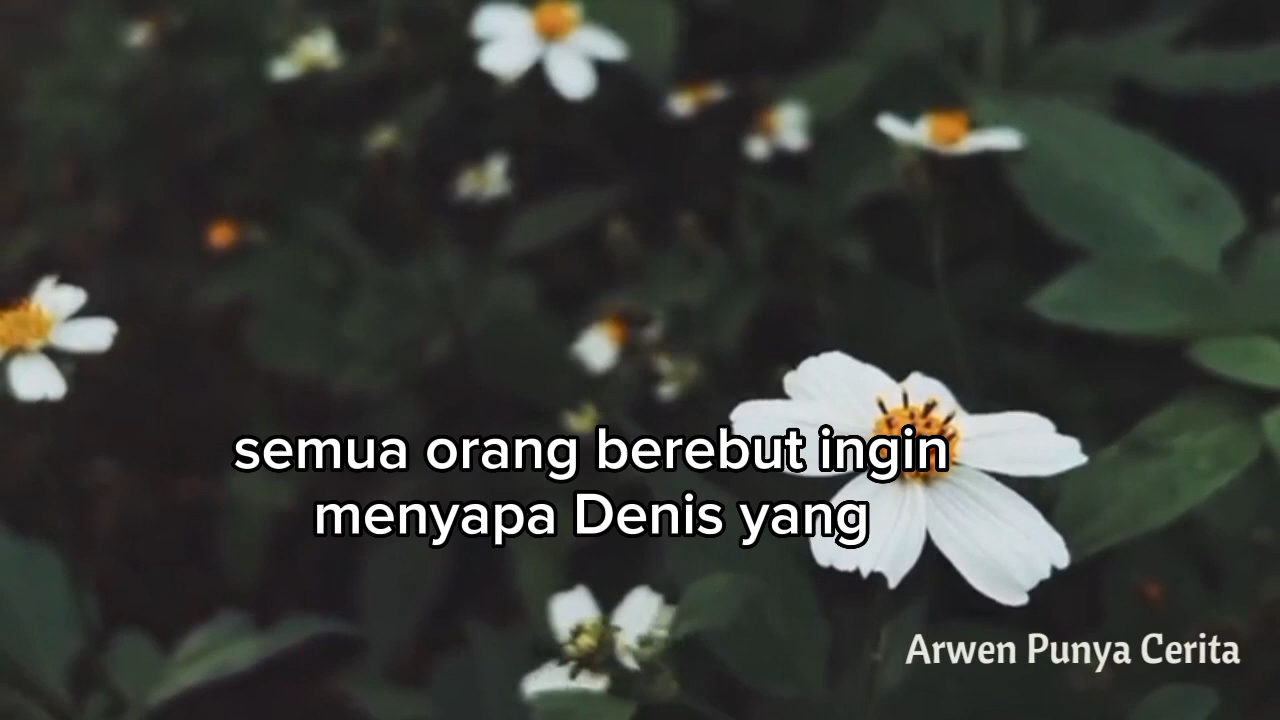 semua orang berebut ingin
menyapa Denis yang
Arwen Punya Cerita